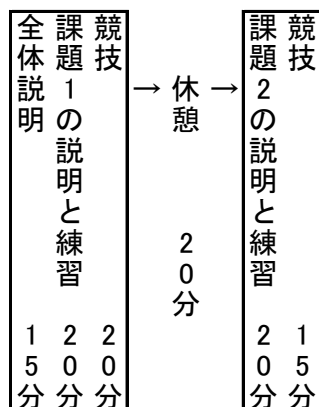 全体説明　15分
課題1の説明と練習　20分
競技　20分
→
休憩　20分
→
課題2の説明と練習　20分
競技　15分